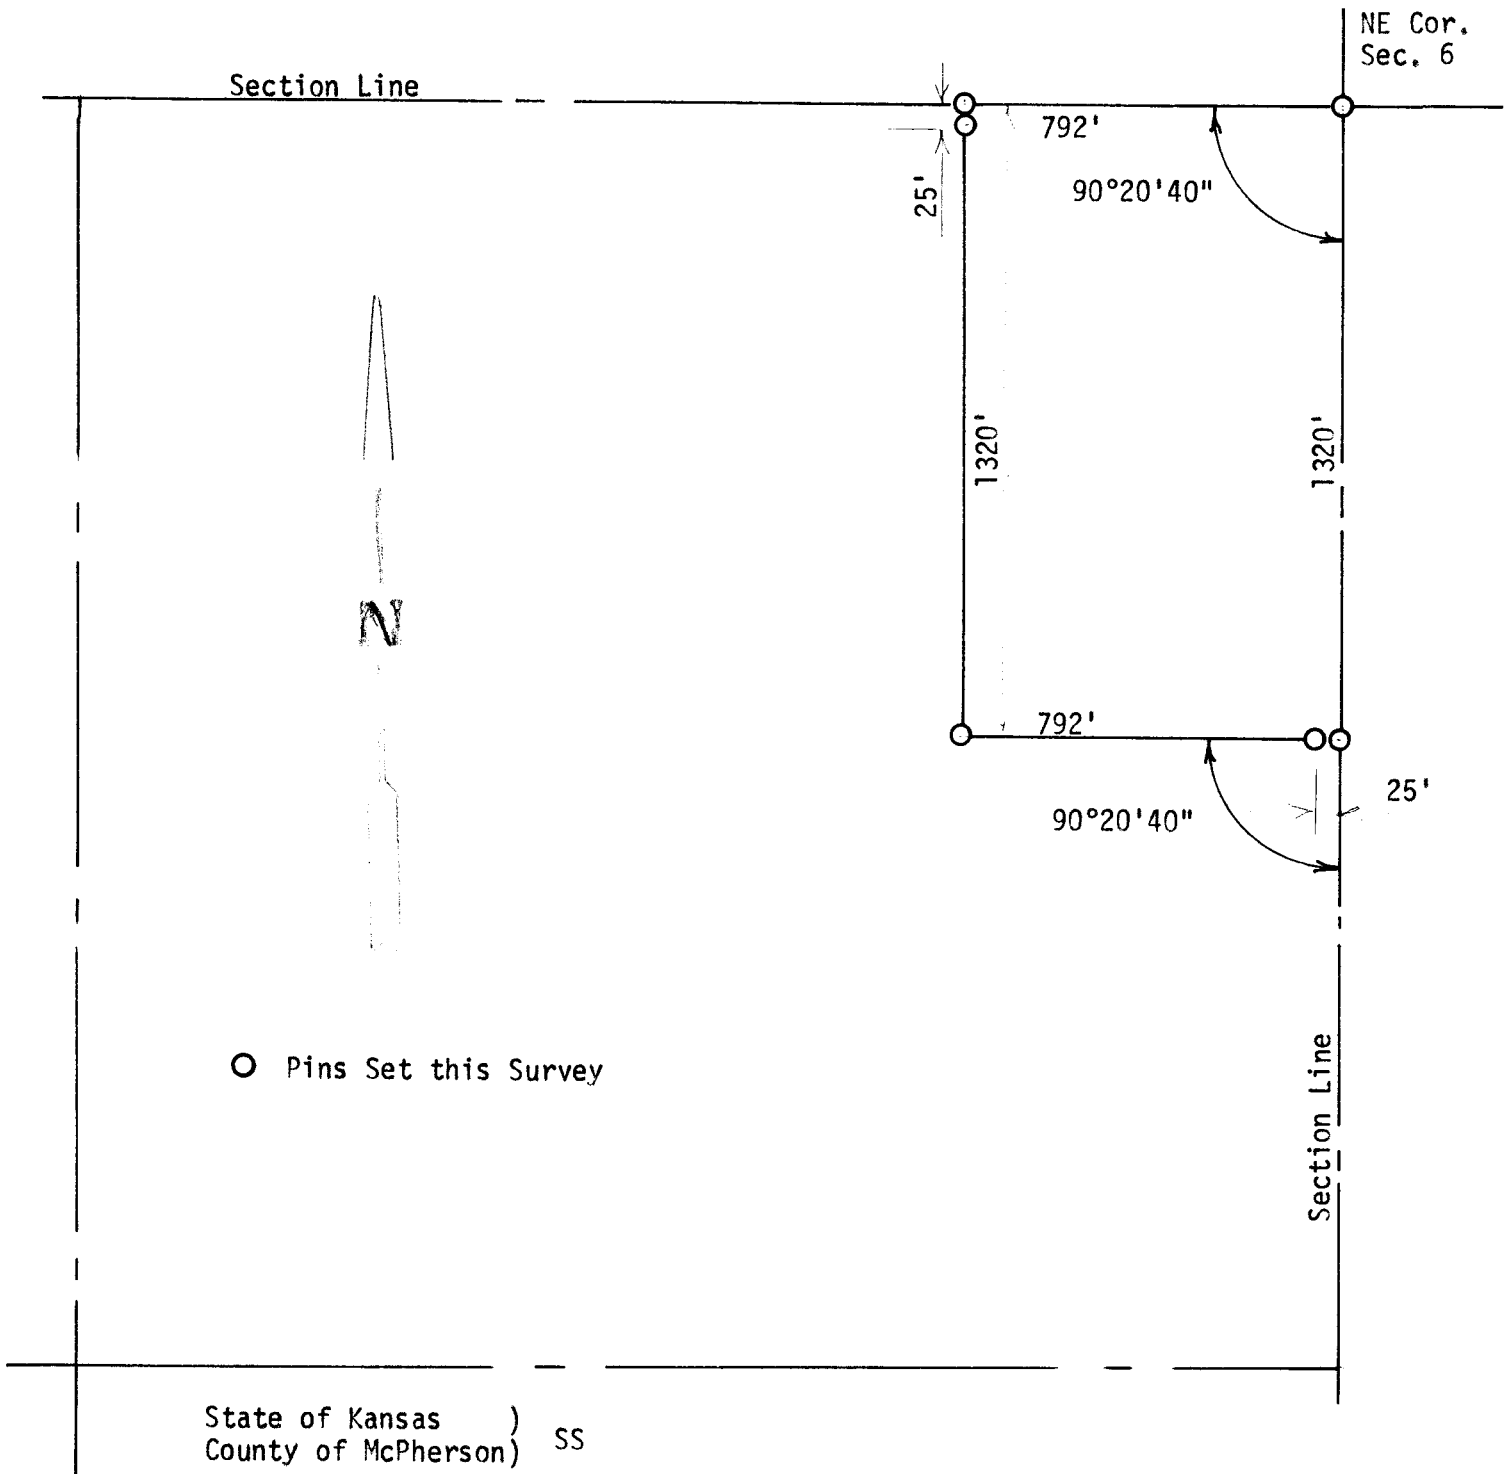 NE Cor.
Sec. 6
Section Line
792'
25'
90°20'40"
1320'
1320'
N
792'
25'
90°20'40"
O Pins Set this Survey
Section Line
State of Kansas )
County of McPherson) SS